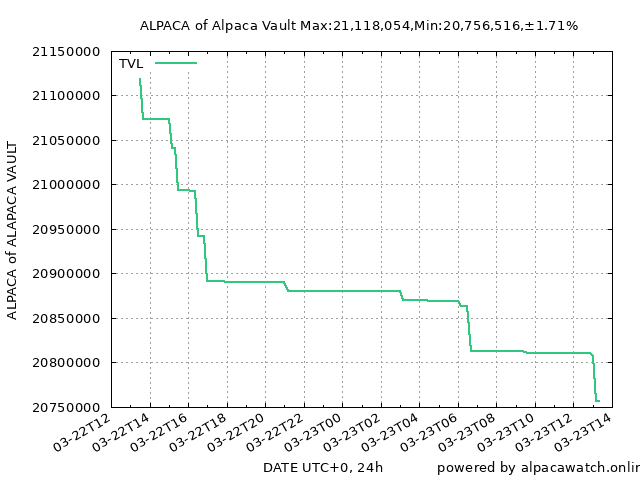 ALPACA of Alpaca Vault Max:21,118,054,Min:20,756,516,±1.71%
TVL
21150000
21100000
21050000
21000000
20950000
20900000
20850000
20800000
20750000
ALPACA of ALAPACA VAULT
03-22T12
03-22T14
03-22T16
03-22T18
03-22T20
03-22T22
03-23T00
03-23T02
03-23T04
03-23T06
03-23T08
03-23T10
03-23T12
03-23T14
DATE UTC+0, 24h
powered by alpacawatch.onlin